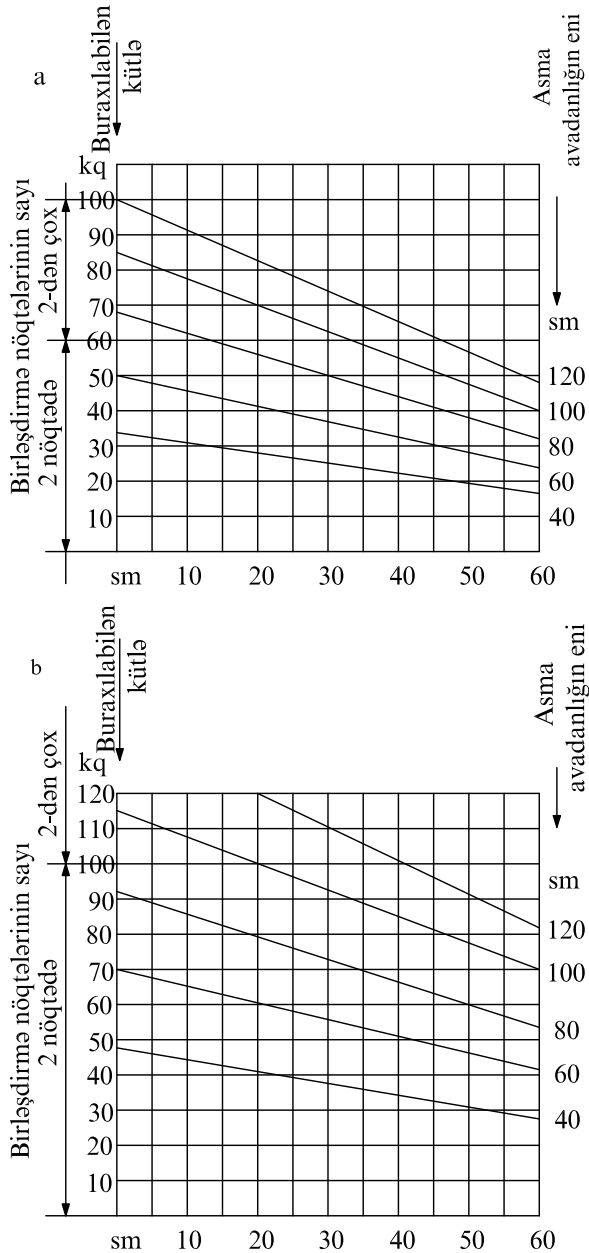 a
Buraxılabilən
kütlə
Asma
avadanlığın eni
Birləşdirmə nöqtələrinin sayı
2-dən çox
2 nöqtədə
kq
100
90
80
70
60
50
40
30
20
10
sm
120
100
80
60
40
sm 10 20 30 40 50 60
b
Buraxılabilən
kütlə
Asma
avadanlığın eni
Birləşdirmə nöqtələrinin sayı
2-dən çox
2 nöqtədə
kq
120
110
100
90
80
70
60
50
40
30
20
10
sm
120
100
80
60
40
sm 10 20 30 40 50 60